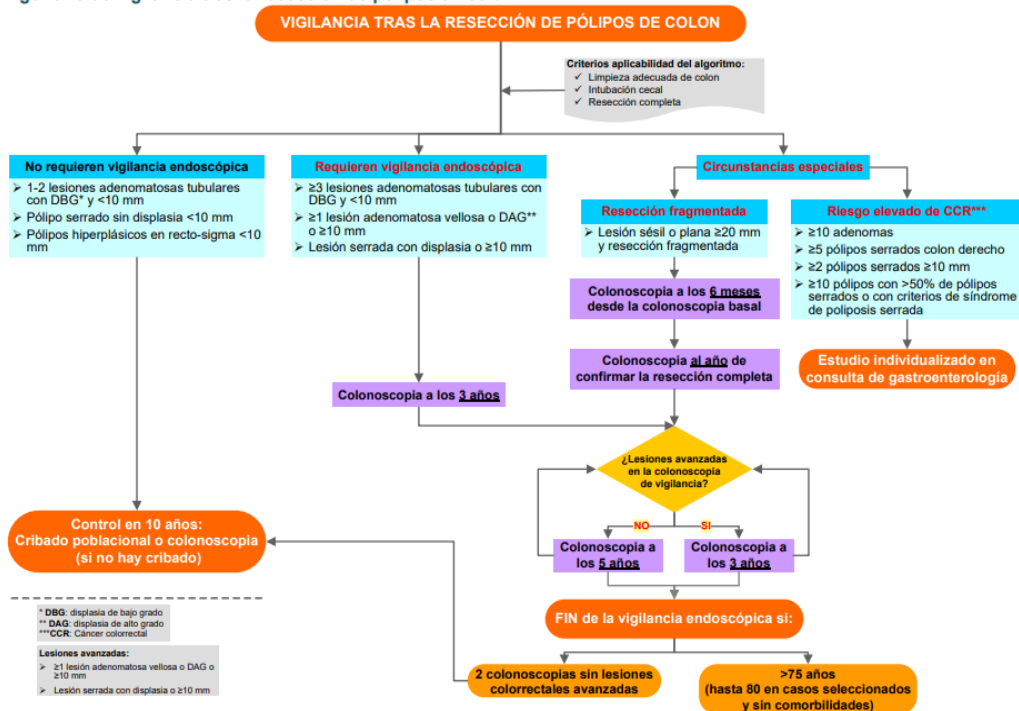 VIGILANCIA TRAS LA RESECCIÓN DE PÓLIPOS DE COLON
Criterios aplicabilidad del algoritmo:
✓ Limpieza adecuada de colon
✓ Intubación cecal
✓ Resección completa
No requieren vigilancia endoscópica
➢ 1-2 lesiones adenomatosas tubulares
con DBG* y <10 mm
➢ Pólipo serrado sin displasia <10 mm
➢ Pólipos hiperplásicos en recto-sigma <10
mm
Requieren vigilancia endoscópica
➢ ≥3 lesiones adenomatosas tubulares con
DBG y <10 mm
➢ ≥1 lesión adenomatosa vellosa o DAG**
o ≥10 mm
➢ Lesión serrada con displasia o ≥10 mm
Circunstancias especiales
Resección fragmentada
➢ Lesión sésil o plana ≥20 mm
y resección fragmentada
Riesgo elevado de CCR***
➢ ≥10 adenomas
➢ ≥5 pólipos serrados colon derecho
➢ ≥2 pólipos serrados ≥10 mm
➢ ≥10 pólipos con >50% de pólipos
serrados o con criterios de síndrome
de poliposis serrada
Colonoscopia a los 6 meses
desde la colonoscopia basal
Colonoscopia al año de
confirmar la resección completa
Estudio individualizado en
consulta de gastroenterología
Colonoscopia a los 3 años
¿Lesiones avanzadas
en la colonoscopia
de vigilancia?
NO
SI
Colonoscopia a
los 5 años
Colonoscopia a
los 3 años
Control en 10 años:
Cribado poblacional o colonoscopia
(si no hay cribado)
FIN de la vigilancia endoscópica si:
2 colonoscopias sin lesiones
colorrectales avanzadas
>75 años
(hasta 80 en casos seleccionados
y sin comorbilidades)
* DBG: displasia de bajo grado
** DAG: displasia de alto grado
***CCR: Cáncer colorrectal
Lesiones avanzadas:
➢ ≥1 lesión adenomatosa vellosa o DAG o
≥10 mm
➢ Lesión serrada con displasia o ≥10 mm